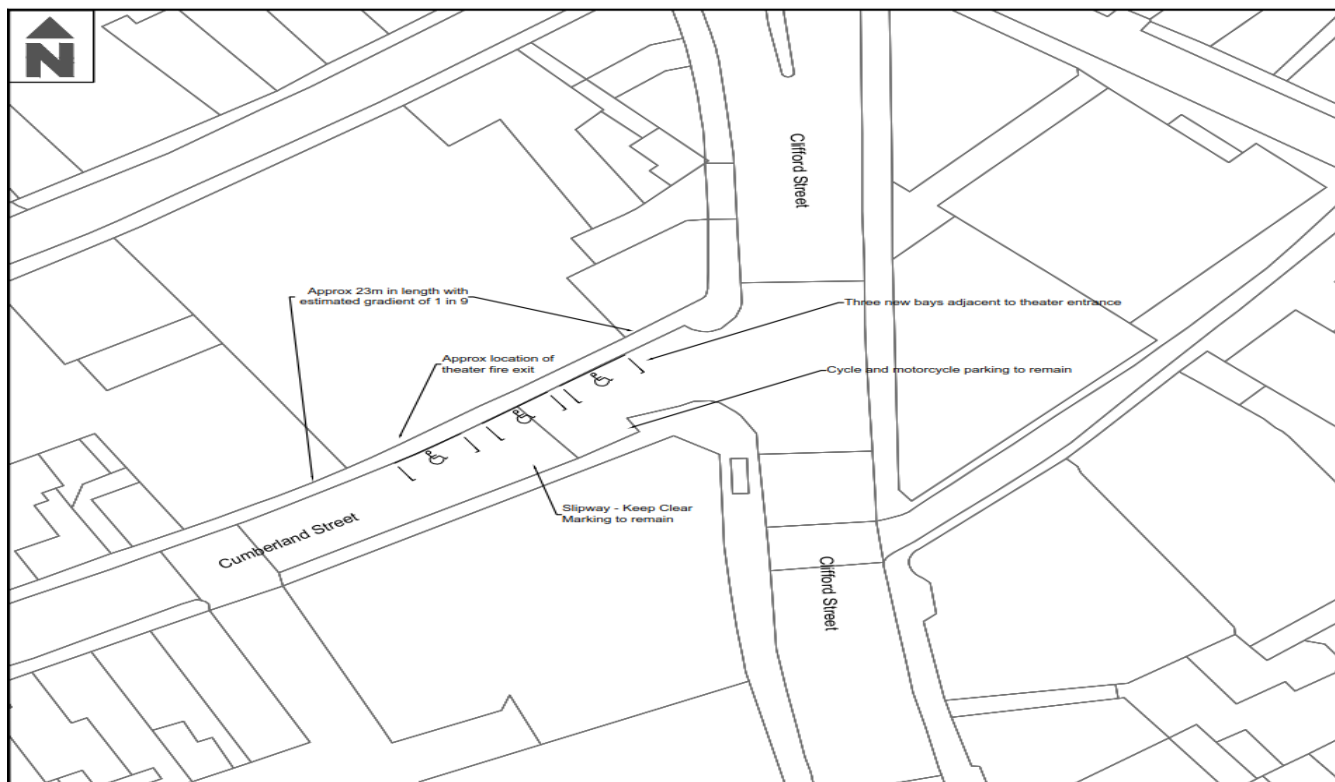 N
Clifford Street
Approx 23m in length with
estimated gradient of 1 in 9
Three new bays adjacent to theater entrance
Approx location of
theater fire exit
Cycle and motorcycle parking to remain
Slipway - Keep Clear
Marking to remain
Cumberland Street
Clifford Street